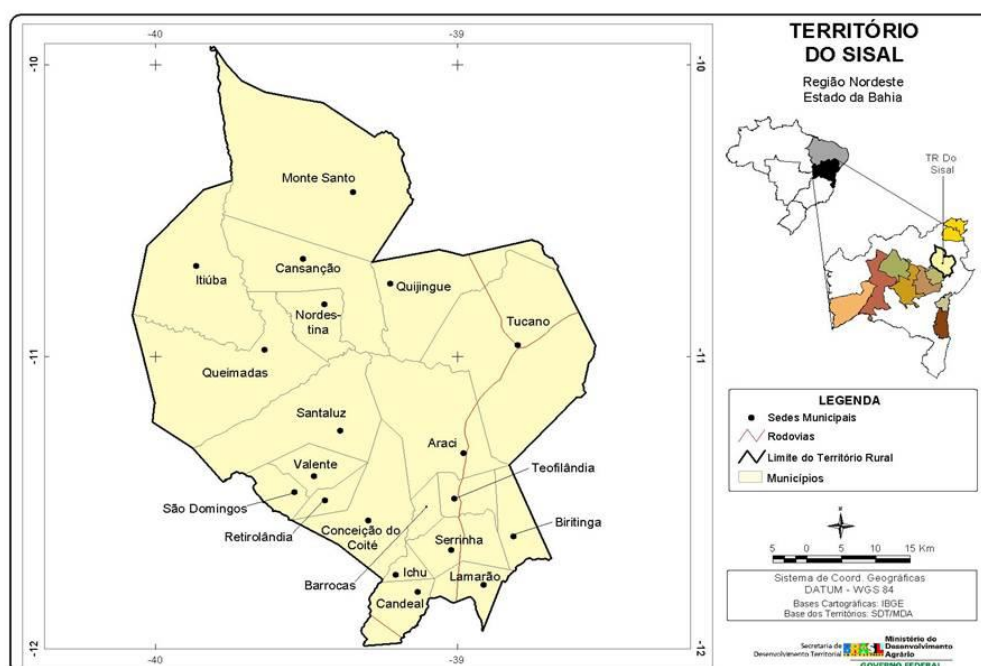 TERRITÓRIO
DO SISAL
Região Nordeste
Estado da Bahia
TR Do
Sisal
-40
-39
-10
-10
Monte Santo
Itiúba
Cansanção
Quijingue
Nordes-
tina
Tucano
-11
-11
Queimadas
Santaluz
Araci
Valente
Teofilândia
São Domingos
Retirolândia
Conceição do
Coité
Biritinga
Serrinha
Barrocas
Ichu
Lamarão
Candeal
-12
-12
-40
-39
LEGENDA
Sedes Municipais
Rodovias
Limite do Território Rural
Municípios
5 0 5 10 15 Km
Sistema de Coord. Geográficas
DATUM - WGS 84
Bases Cartográficas: IBGE
Base dos Territórios: SDT/MDA
Secretaria de
Desenvolvimento Territorial
Ministério do
Desenvolvimento
Agrário
GOVERNO FEDERAL